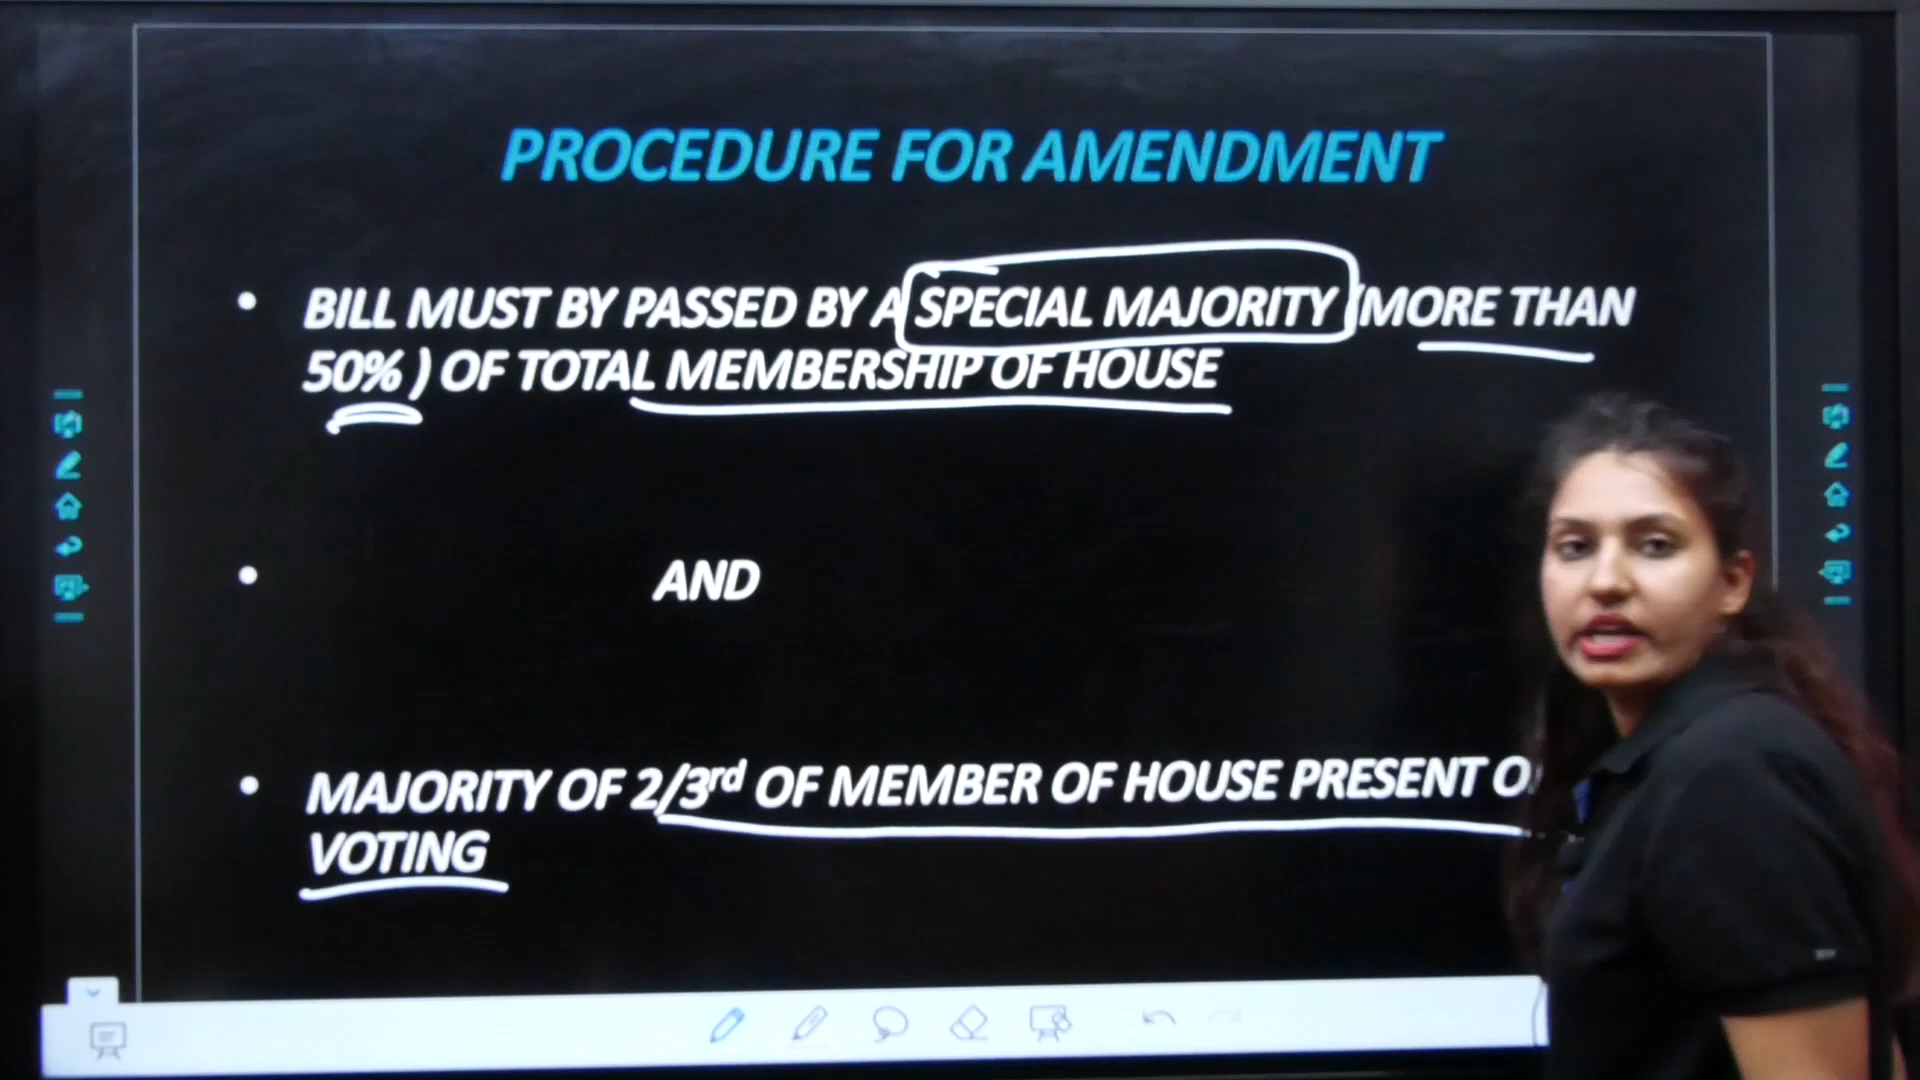 PROCEDURE FOR AMENDMENT
• BILL MUST BY PASSED BY A SPECIAL MAJORITY (MORE THAN
50% ) OF TOTAL MEMBERSHIP OF HOUSE
• AND
• MAJORITY OF 2/3rd OF MEMBER OF HOUSE PRESENT
VOTING